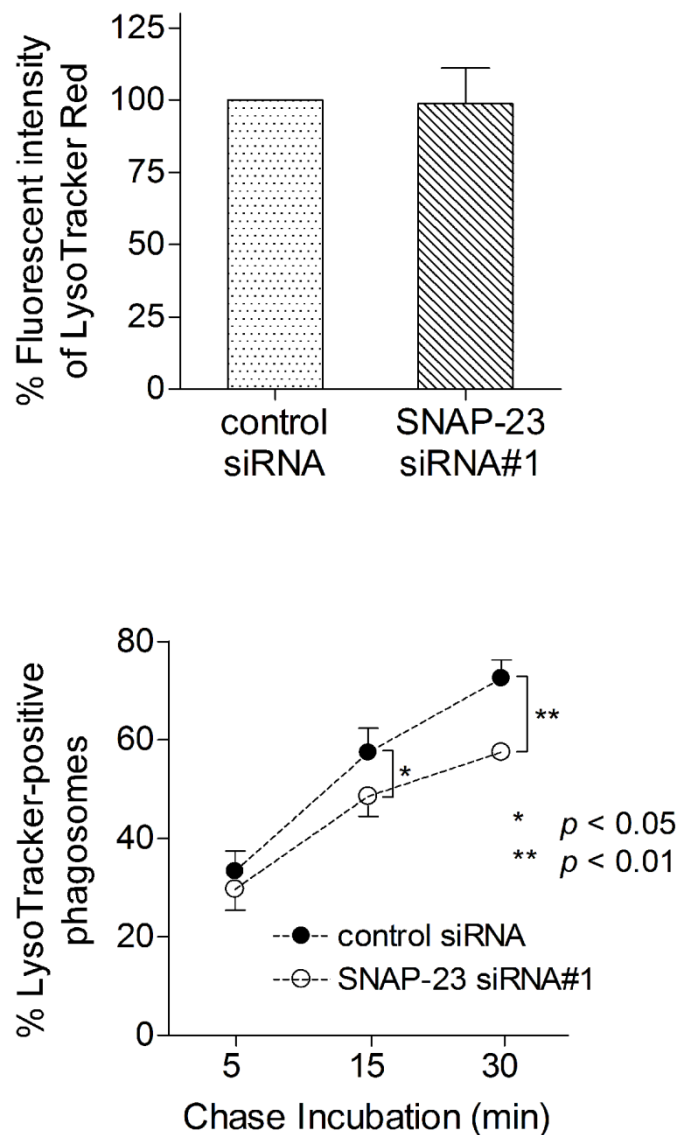 % Fluorescent intensity
of LysoTracker Red
125
100
75
50
25
0
control
siRNA
SNAP-23
siRNA#1
% LysoTracker-positive
phagosomes
80
60
40
20
0
*
**
* p < 0.05
** p < 0.01
control siRNA
SNAP-23 siRNA#1
5 15 30
Chase Incubation (min)